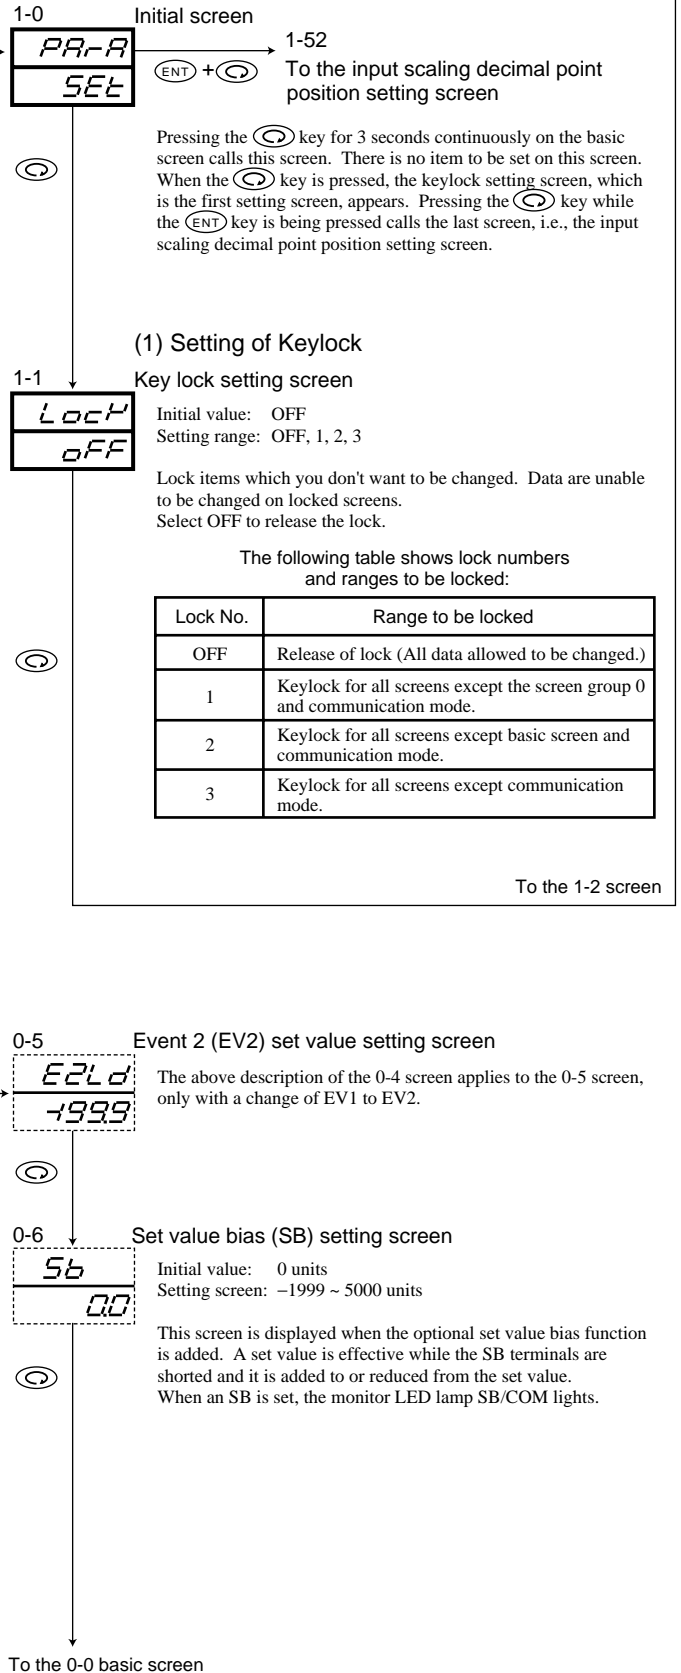 1-0 Initial screen
PArA
SEt
ENT + 
1-52
To the input scaling decimal point
position setting screen
Pressing the key for 3 seconds continuously on the basic
screen calls this screen. There is no item to be set on this screen.
When the key is pressed, the keylock setting screen, which
is the first setting screen, appears. Pressing the key while
the ENT key is being pressed calls the last screen, i.e., the input
scaling decimal point position setting screen.
(1) Setting of Keylock
1-1 Key lock setting screen
LocK
oFF
Initial value: OFF
Setting range: OFF, 1, 2, 3
Lock items which you don't want to be changed. Data are unable
to be changed on locked screens.
Select OFF to release the lock.
The following table shows lock numbers
and ranges to be locked:
Lock No. Range to be locked
OFF Release of lock (All data allowed to be changed.)
1 Keylock for all screens except the screen group 0
and communication mode.
2 Keylock for all screens except basic screen and
communication mode.
3 Keylock for all screens except communication
mode.
To the 1-2 screen
0-5 Event 2 (EV2) set value setting screen
E2Ld
-199.9
The above description of the 0-4 screen applies to the 0-5 screen,
only with a change of EV1 to EV2.
0-6 Set value bias (SB) setting screen
Sb
0.0
Initial value: 0 units
Setting screen: −1999 ~ 5000 units
This screen is displayed when the optional set value bias function
is added. A set value is effective while the SB terminals are
shorted and it is added to or reduced from the set value.
When an SB is set, the monitor LED lamp SB/COM lights.
To the 0-0 basic screen